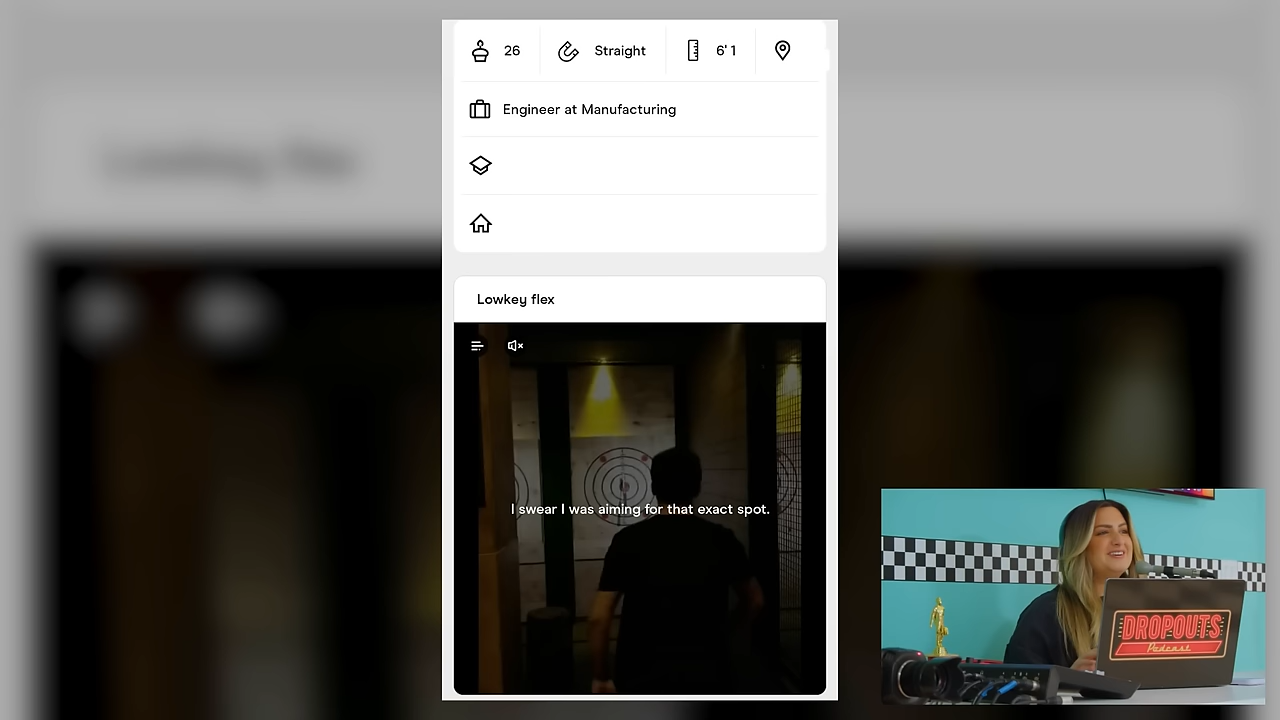 26
Straight
6' 1
Engineer at Manufacturing
Lowkey flex
I swear I was aiming for that exact spot.
DROPOUTS
Podcast